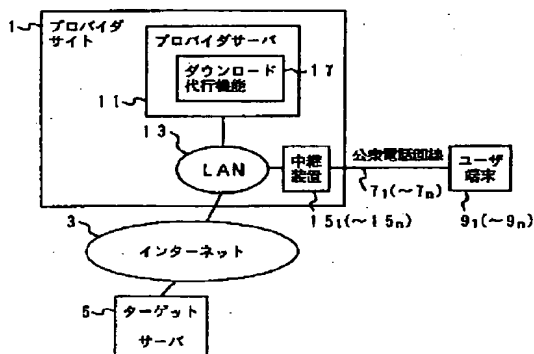 1
プロバイダ
サイト
プロバイダサーバ
ダウンロード
代行機能
17
11
13
LAN
中継
装置
公衆電話回線
ユーザ
端末
7₁(~7ₙ)
15₁(~15ₙ)
9₁(~9ₙ)
3
インターネット
5
ターゲット
サーバ